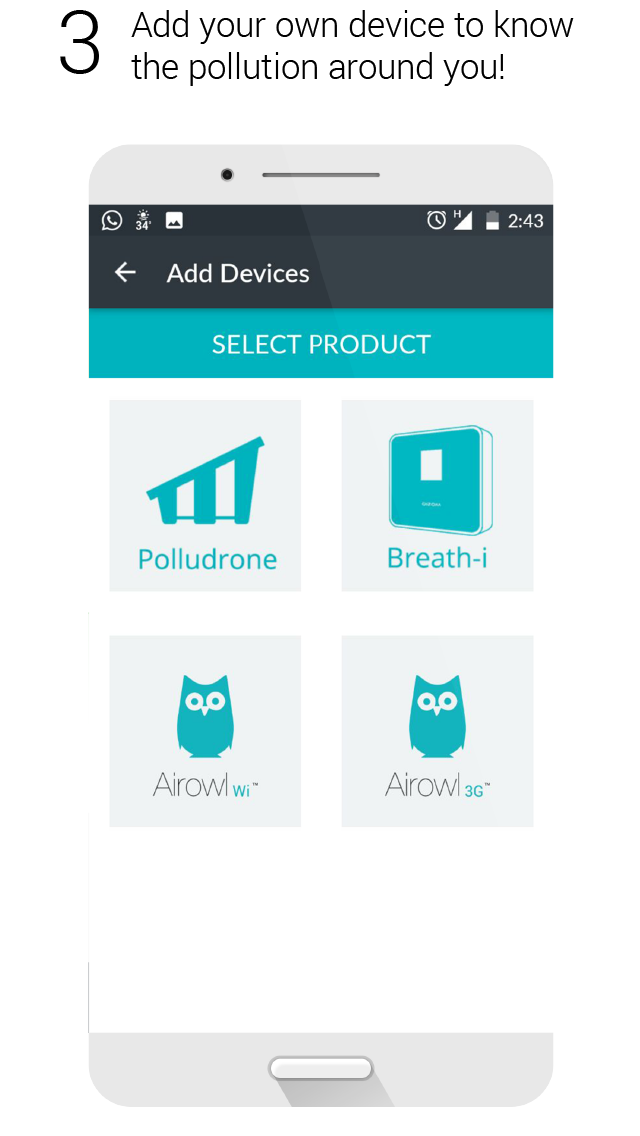 3 Add your own device to know
the pollution around you!
34° H 2:43
Add Devices
SELECT PRODUCT
Polludrone
Breath-i
Airowl Wi™
Airowl 3G™